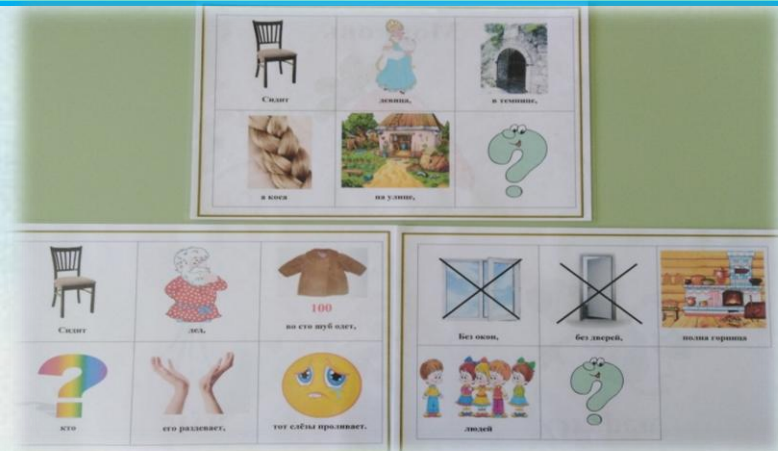 Сидит
девица,
в темнице,
а коса
на улице,
Сидит
дед,
100
во сто шуб одет,
кто
его раздевает,
тот слёзы проливает.
Без окон,
без дверей,
полна горница
людей